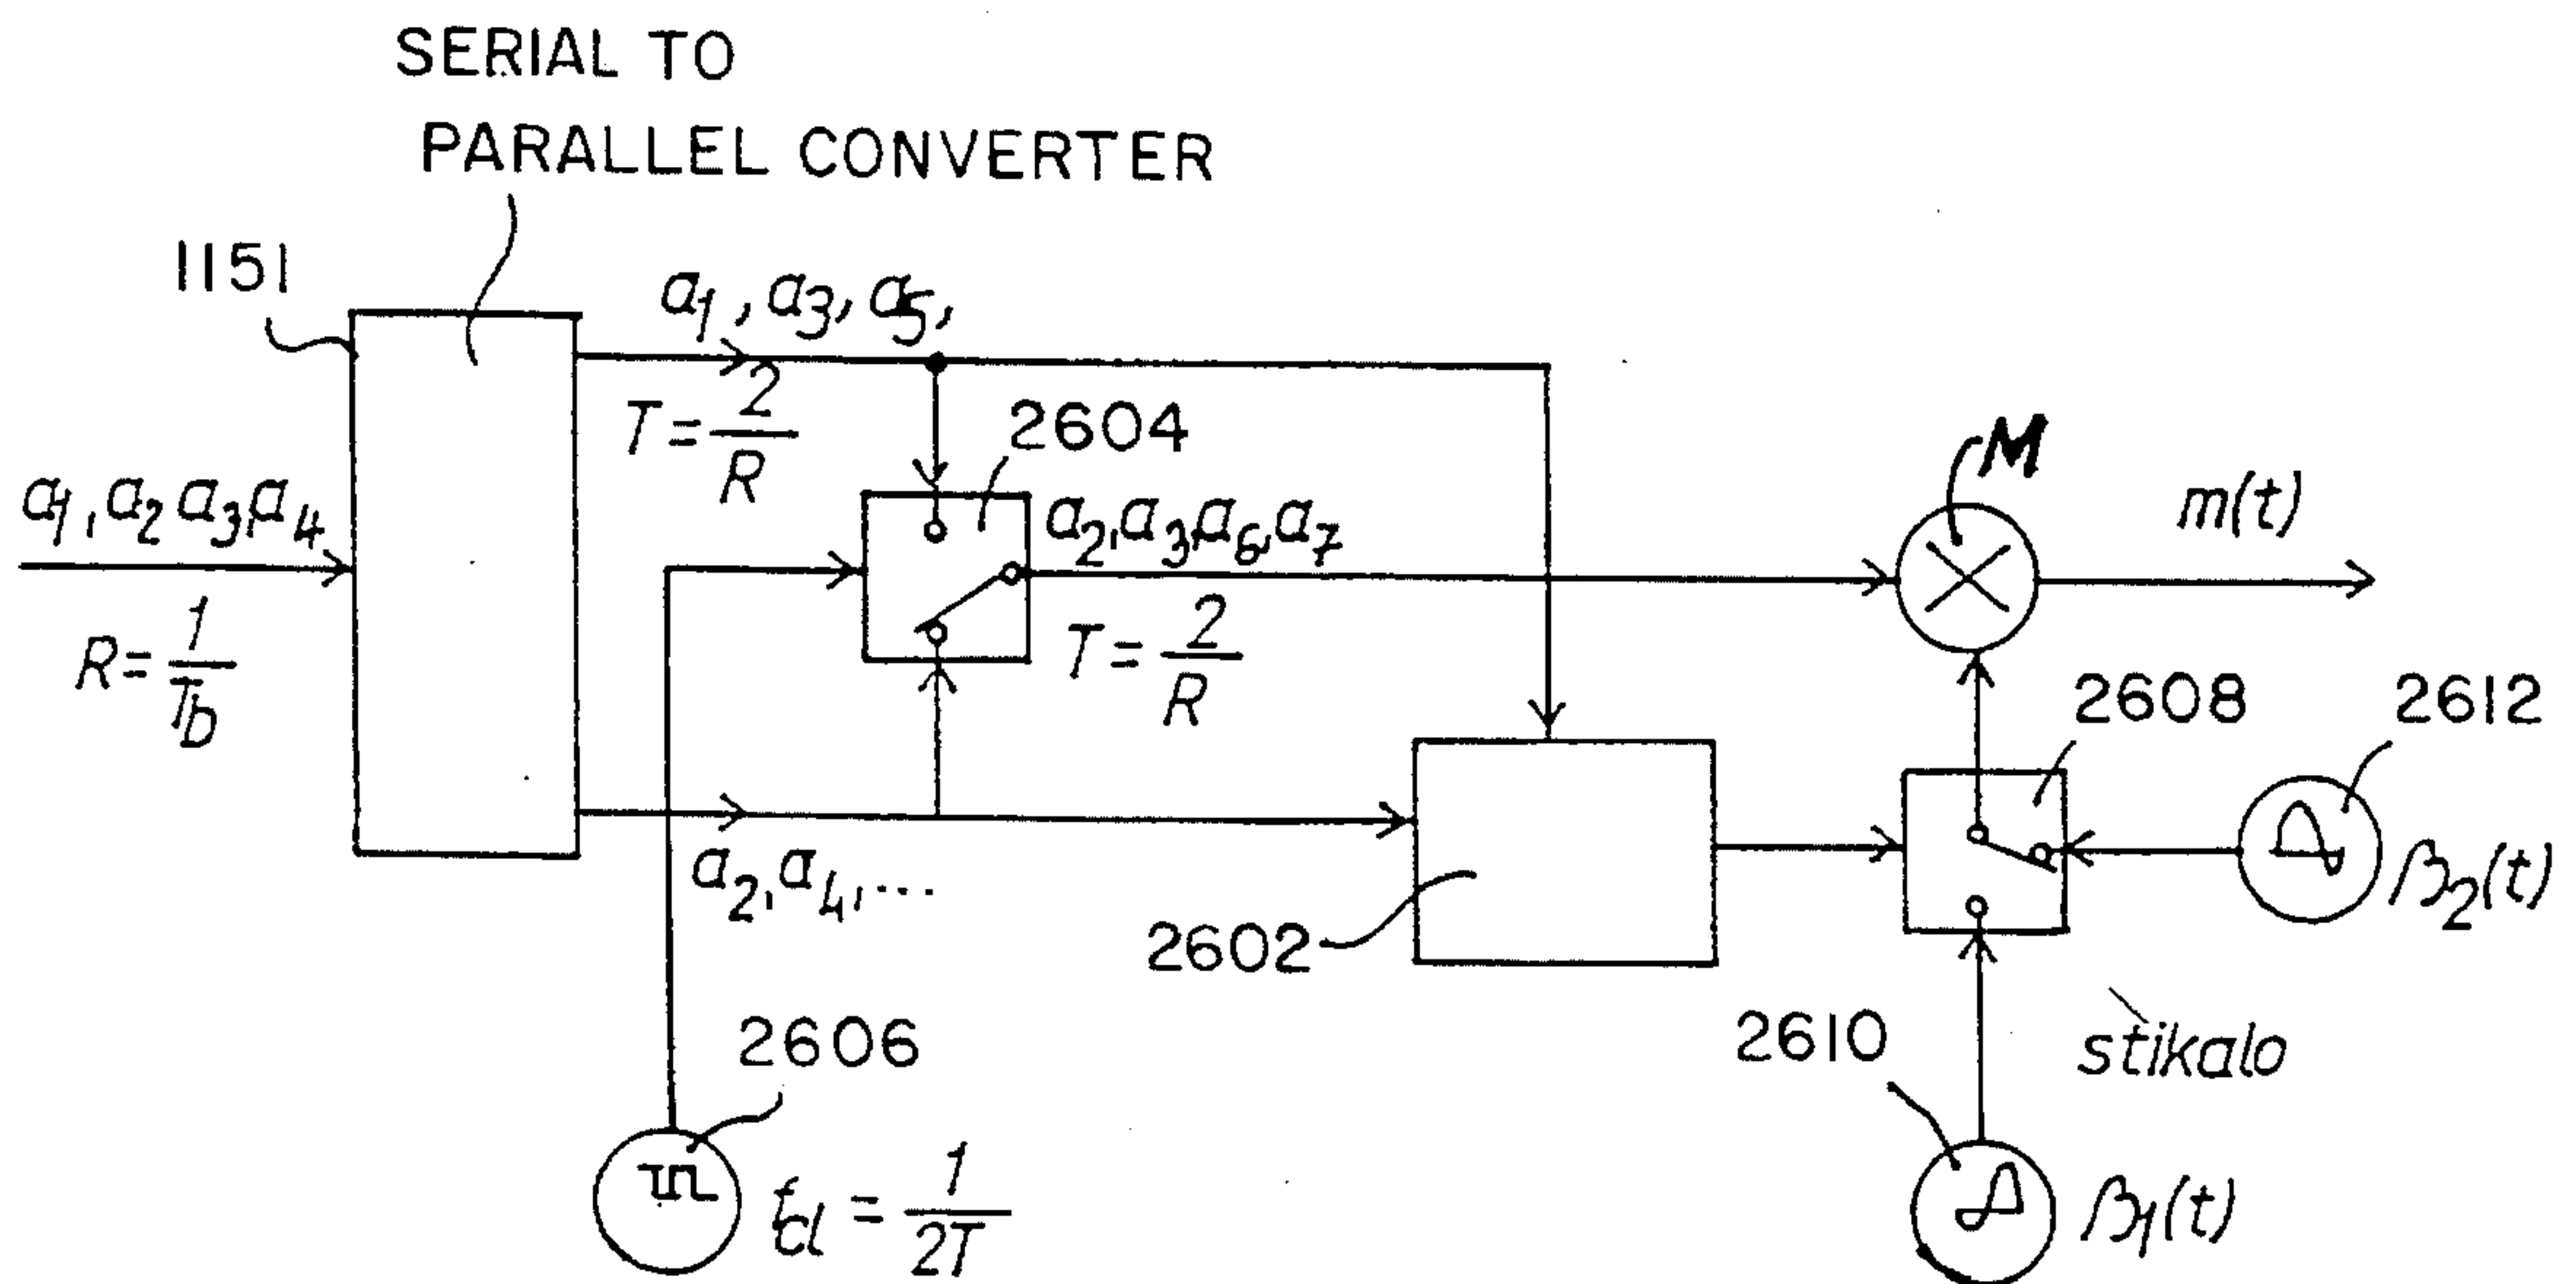 SERIAL TO
PARALLEL CONVERTER
1151
a1, a3, a5,
T = 2/R
2604
M
a1, a2 a3, a4
a2, a3, a6, a7
m(t)
R = 1/Tb
T = 2/R
2608
2612
a2, a4, ...
β2(t)
2602
2606
2610
stikalo
fcl = 1/2T
β1(t)